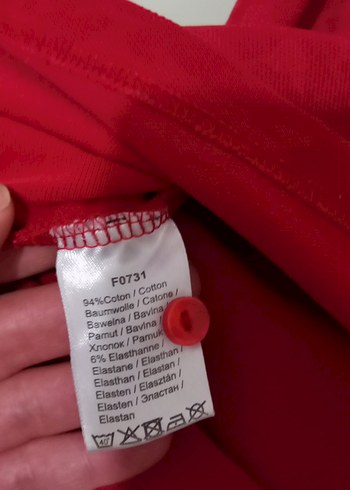 F0731
94%Coton / Cotton
Baumwolle / Catone /
Bawelna / Bavina
Pamut / Bavina /
Хлопок / Pamuk
6% Elasthanne /
Elastane / Elasthan /
Elasthan / Elastan /
Elasten / Elasztán /
Elasten / Эластан /
Elastan
40°